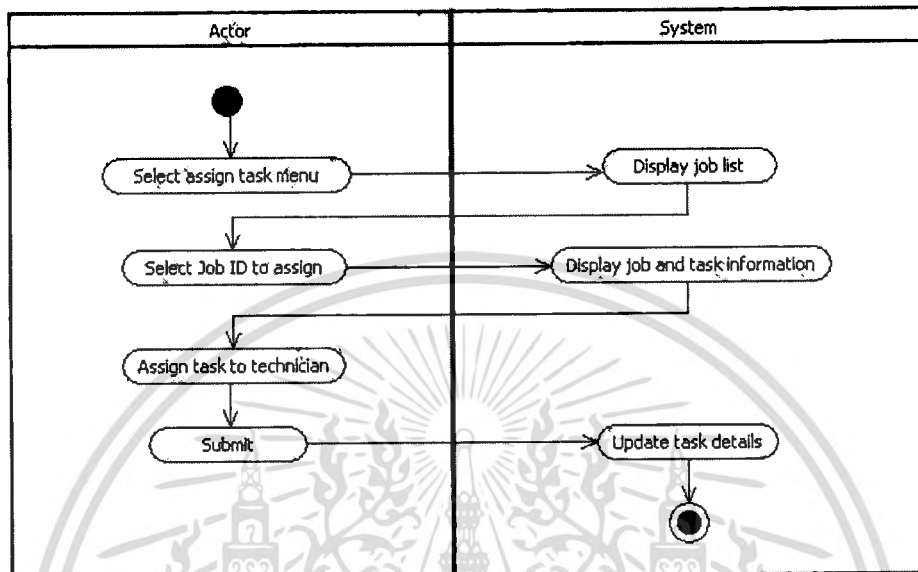 Actor
System
Select assign task menu
Display job list
Select Job ID to assign
Display job and task information
Assign task to technician
Submit
Update task details